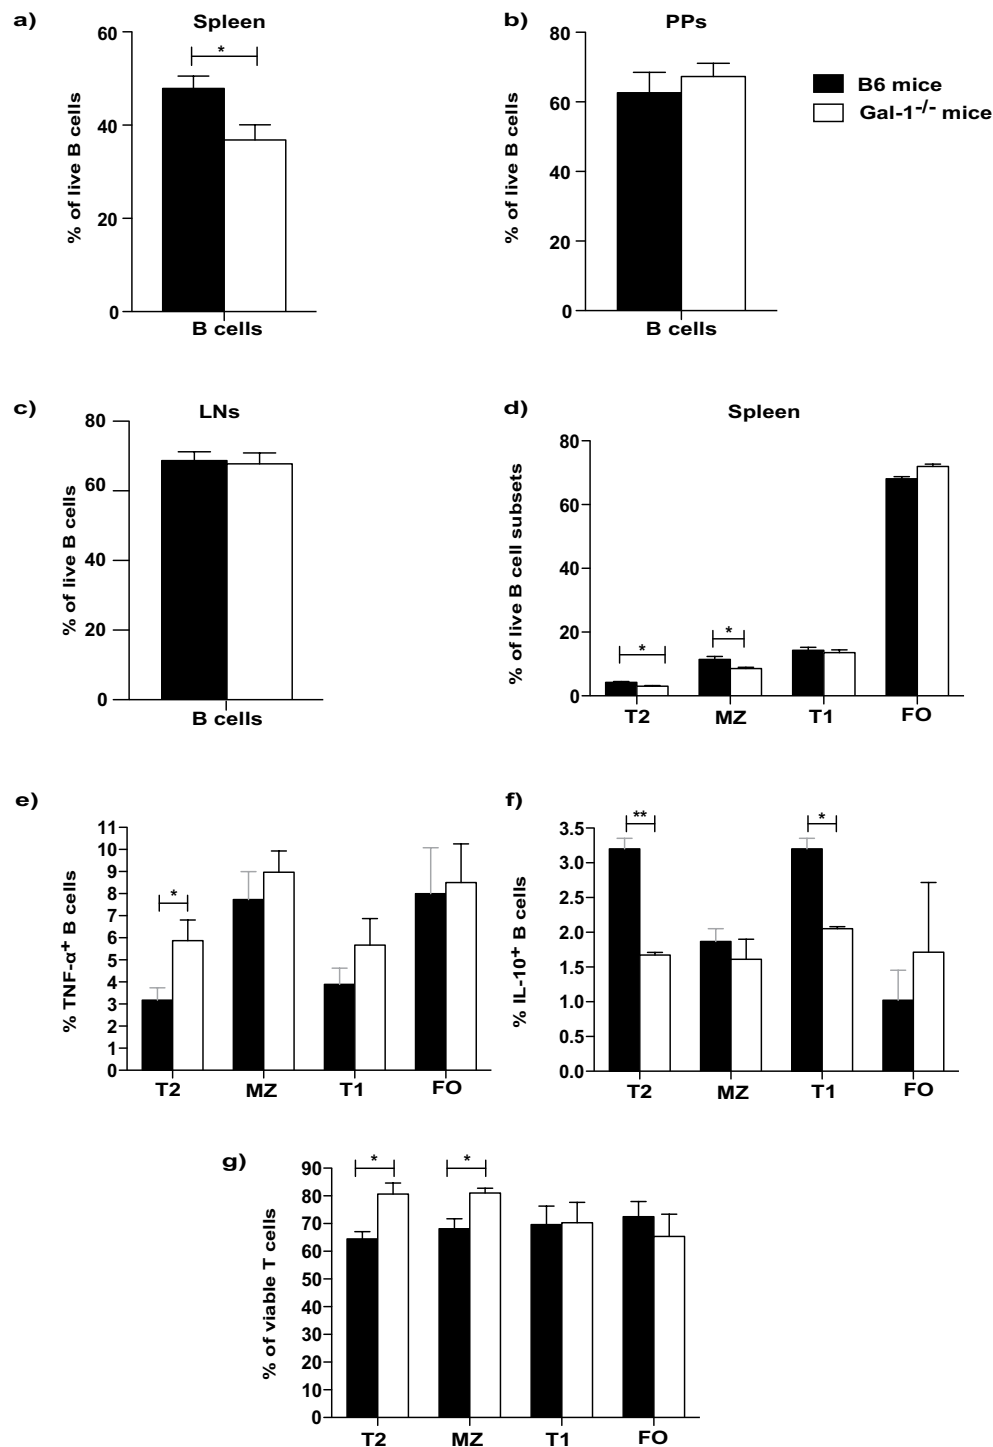 a)
Spleen
% of live B cells
60
40
20
0
*
B cells
b)
PPs
% of live B cells
80
60
40
20
0
B cells
B6 mice
Gal-1-/- mice
c)
LNs
% of live B cells
80
60
40
20
0
B cells
d)
Spleen
% of live B cell subsets
80
60
40
20
0
*
*
T2 MZ T1 FO
e)
% TNF-α+ B cells
11
10
9
8
7
6
5
4
3
2
1
0
*
T2 MZ T1 FO
f)
% IL-10+ B cells
3.5
3.0
2.5
2.0
1.5
1.0
0.5
0.0
**
*
T2 MZ T1 FO
g)
% of viable T cells
90
80
70
60
50
40
30
20
10
0
*
*
T2 MZ T1 FO